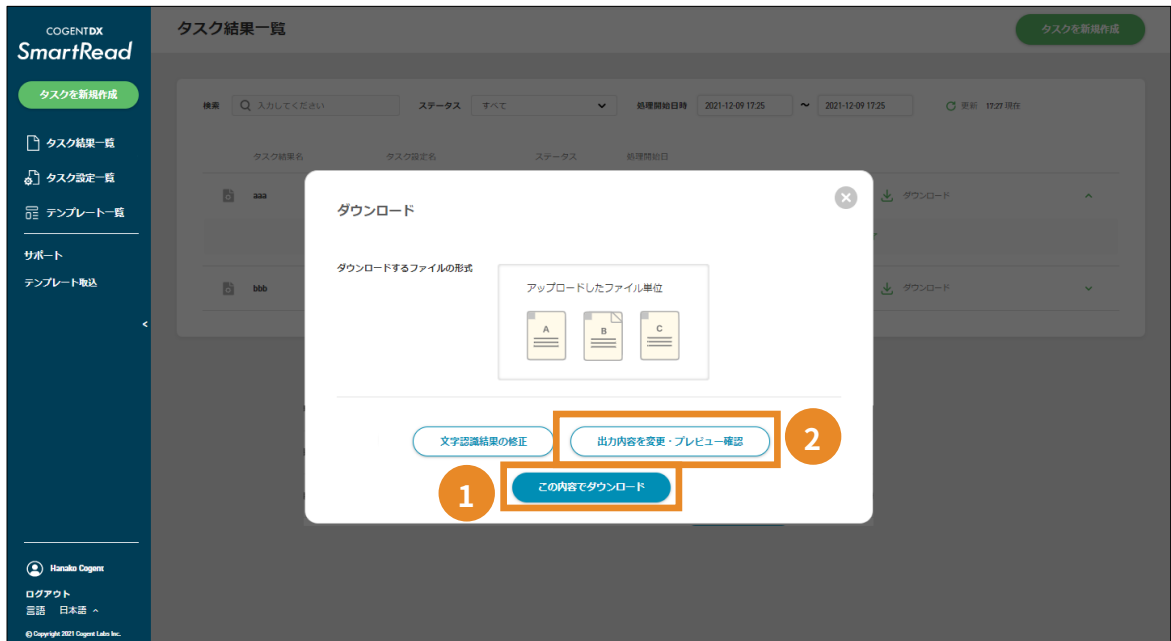 COGENTDX
SmartRead
タスクを新規作成
タスク結果一覧
タスク設定一覧
テンプレート一覧
サポート
テンプレート取込
<
Hanako Cogent
ログアウト
言語 日本語
© Copyright 2021 Cogent Labs Inc.
タスク結果一覧
タスクを新規作成
検索 入力してください ステータス すべて 処理開始日時 2021-12-09 17:25 ～ 2021-12-09 17:25 更新 17:27 現在
タスク結果名 タスク設定名 ステータス 処理開始日
aaa ダウンロード
bbb ダウンロード
ダウンロード
ダウンロードするファイルの形式
アップロードしたファイル単位
A B C
文字認識結果の修正
出力内容を変更・プレビュー確認
2
この内容でダウンロード
1